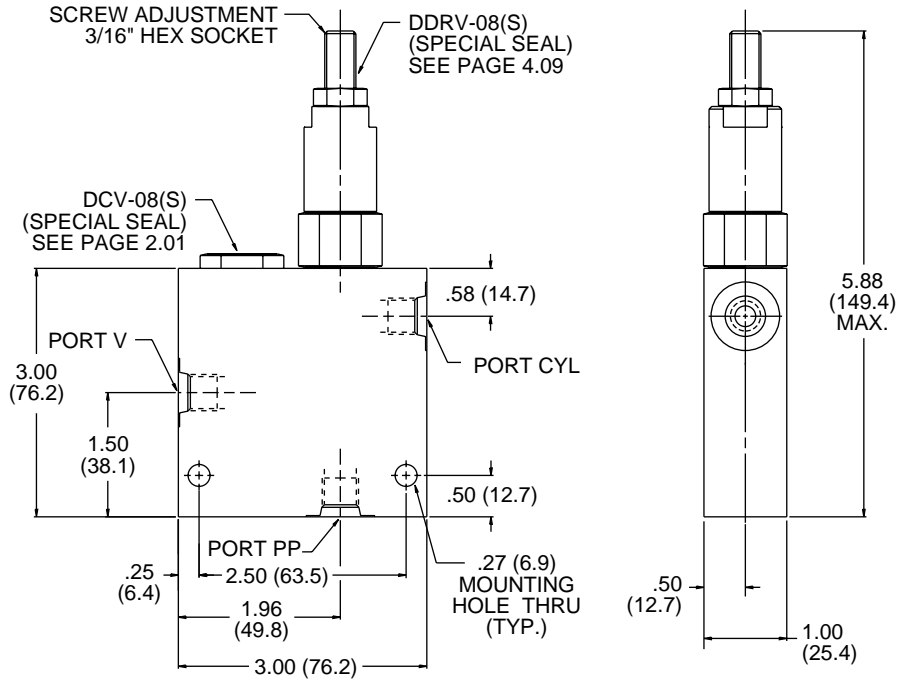 SCREW ADJUSTMENT
3/16" HEX SOCKET
DDRV-08(S)
(SPECIAL SEAL)
SEE PAGE 4.09
DCV-08(S)
(SPECIAL SEAL)
SEE PAGE 2.01
.58 (14.7)
5.88
(149.4)
MAX.
PORT V
PORT CYL
3.00
(76.2)
1.50
(38.1)
.50 (12.7)
PORT PP
.25
(6.4)
2.50 (63.5)
.27 (6.9)
MOUNTING
HOLE THRU
(TYP.)
1.96
(49.8)
3.00 (76.2)
.50
(12.7)
1.00
(25.4)